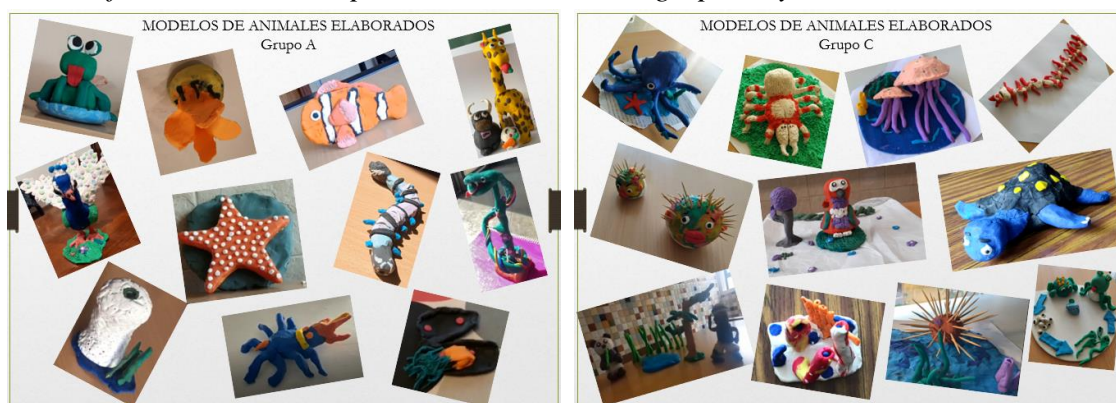 MODELOS DE ANIMALES ELABORADOS
Grupo A
MODELOS DE ANIMALES ELABORADOS
Grupo C